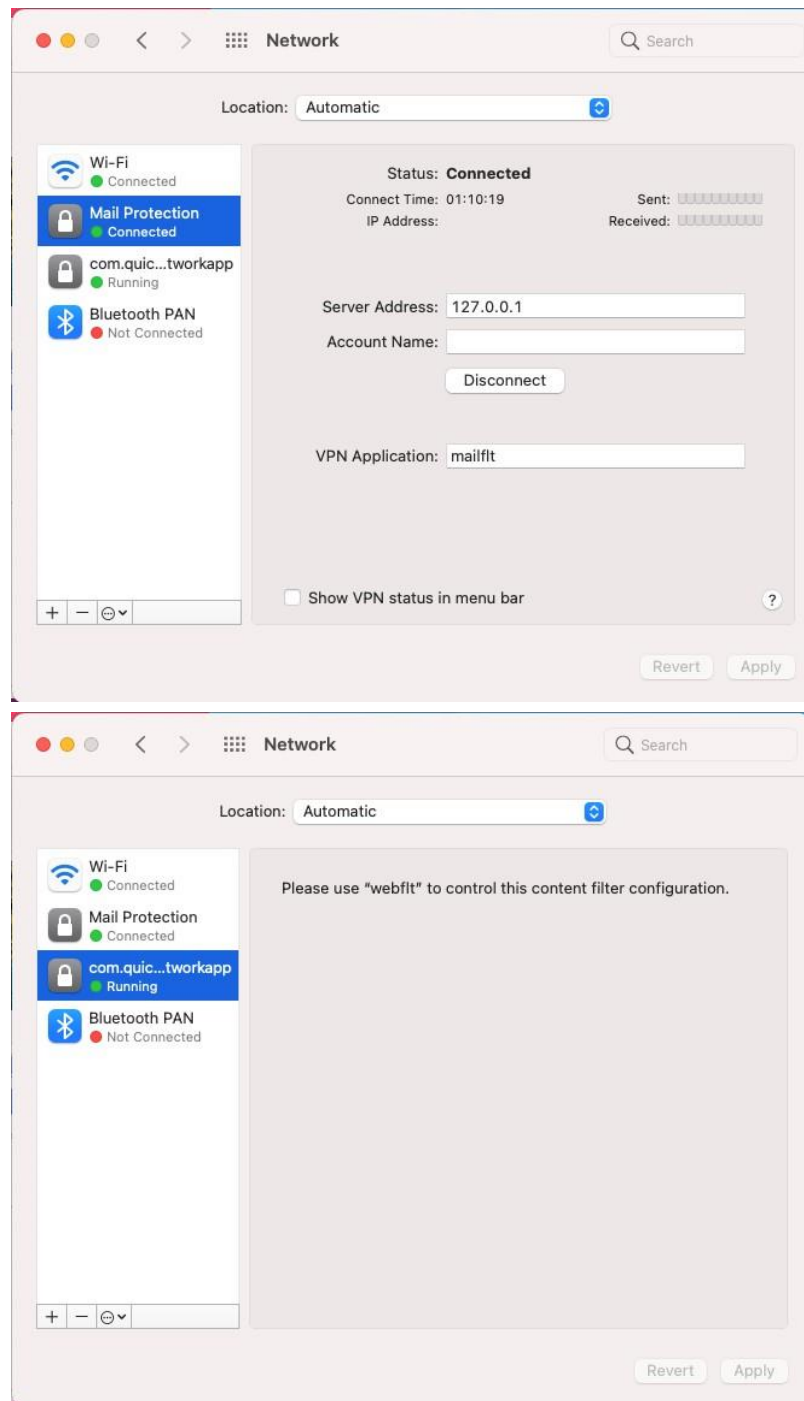 Network
Search
Location: Automatic
Wi-Fi
Connected
Mail Protection
Connected
com.quic...tworkapp
Running
Bluetooth PAN
Not Connected
Status: Connected
Connect Time: 01:10:19
Sent:
IP Address:
Received:
Server Address: 127.0.0.1
Account Name:
Disconnect
VPN Application: mailflt
Show VPN status in menu bar
?
+ −
Revert
Apply
Network
Search
Location: Automatic
Wi-Fi
Connected
Mail Protection
Connected
com.quic...tworkapp
Running
Bluetooth PAN
Not Connected
Please use “webflt” to control this content filter configuration.
+ −
Revert
Apply